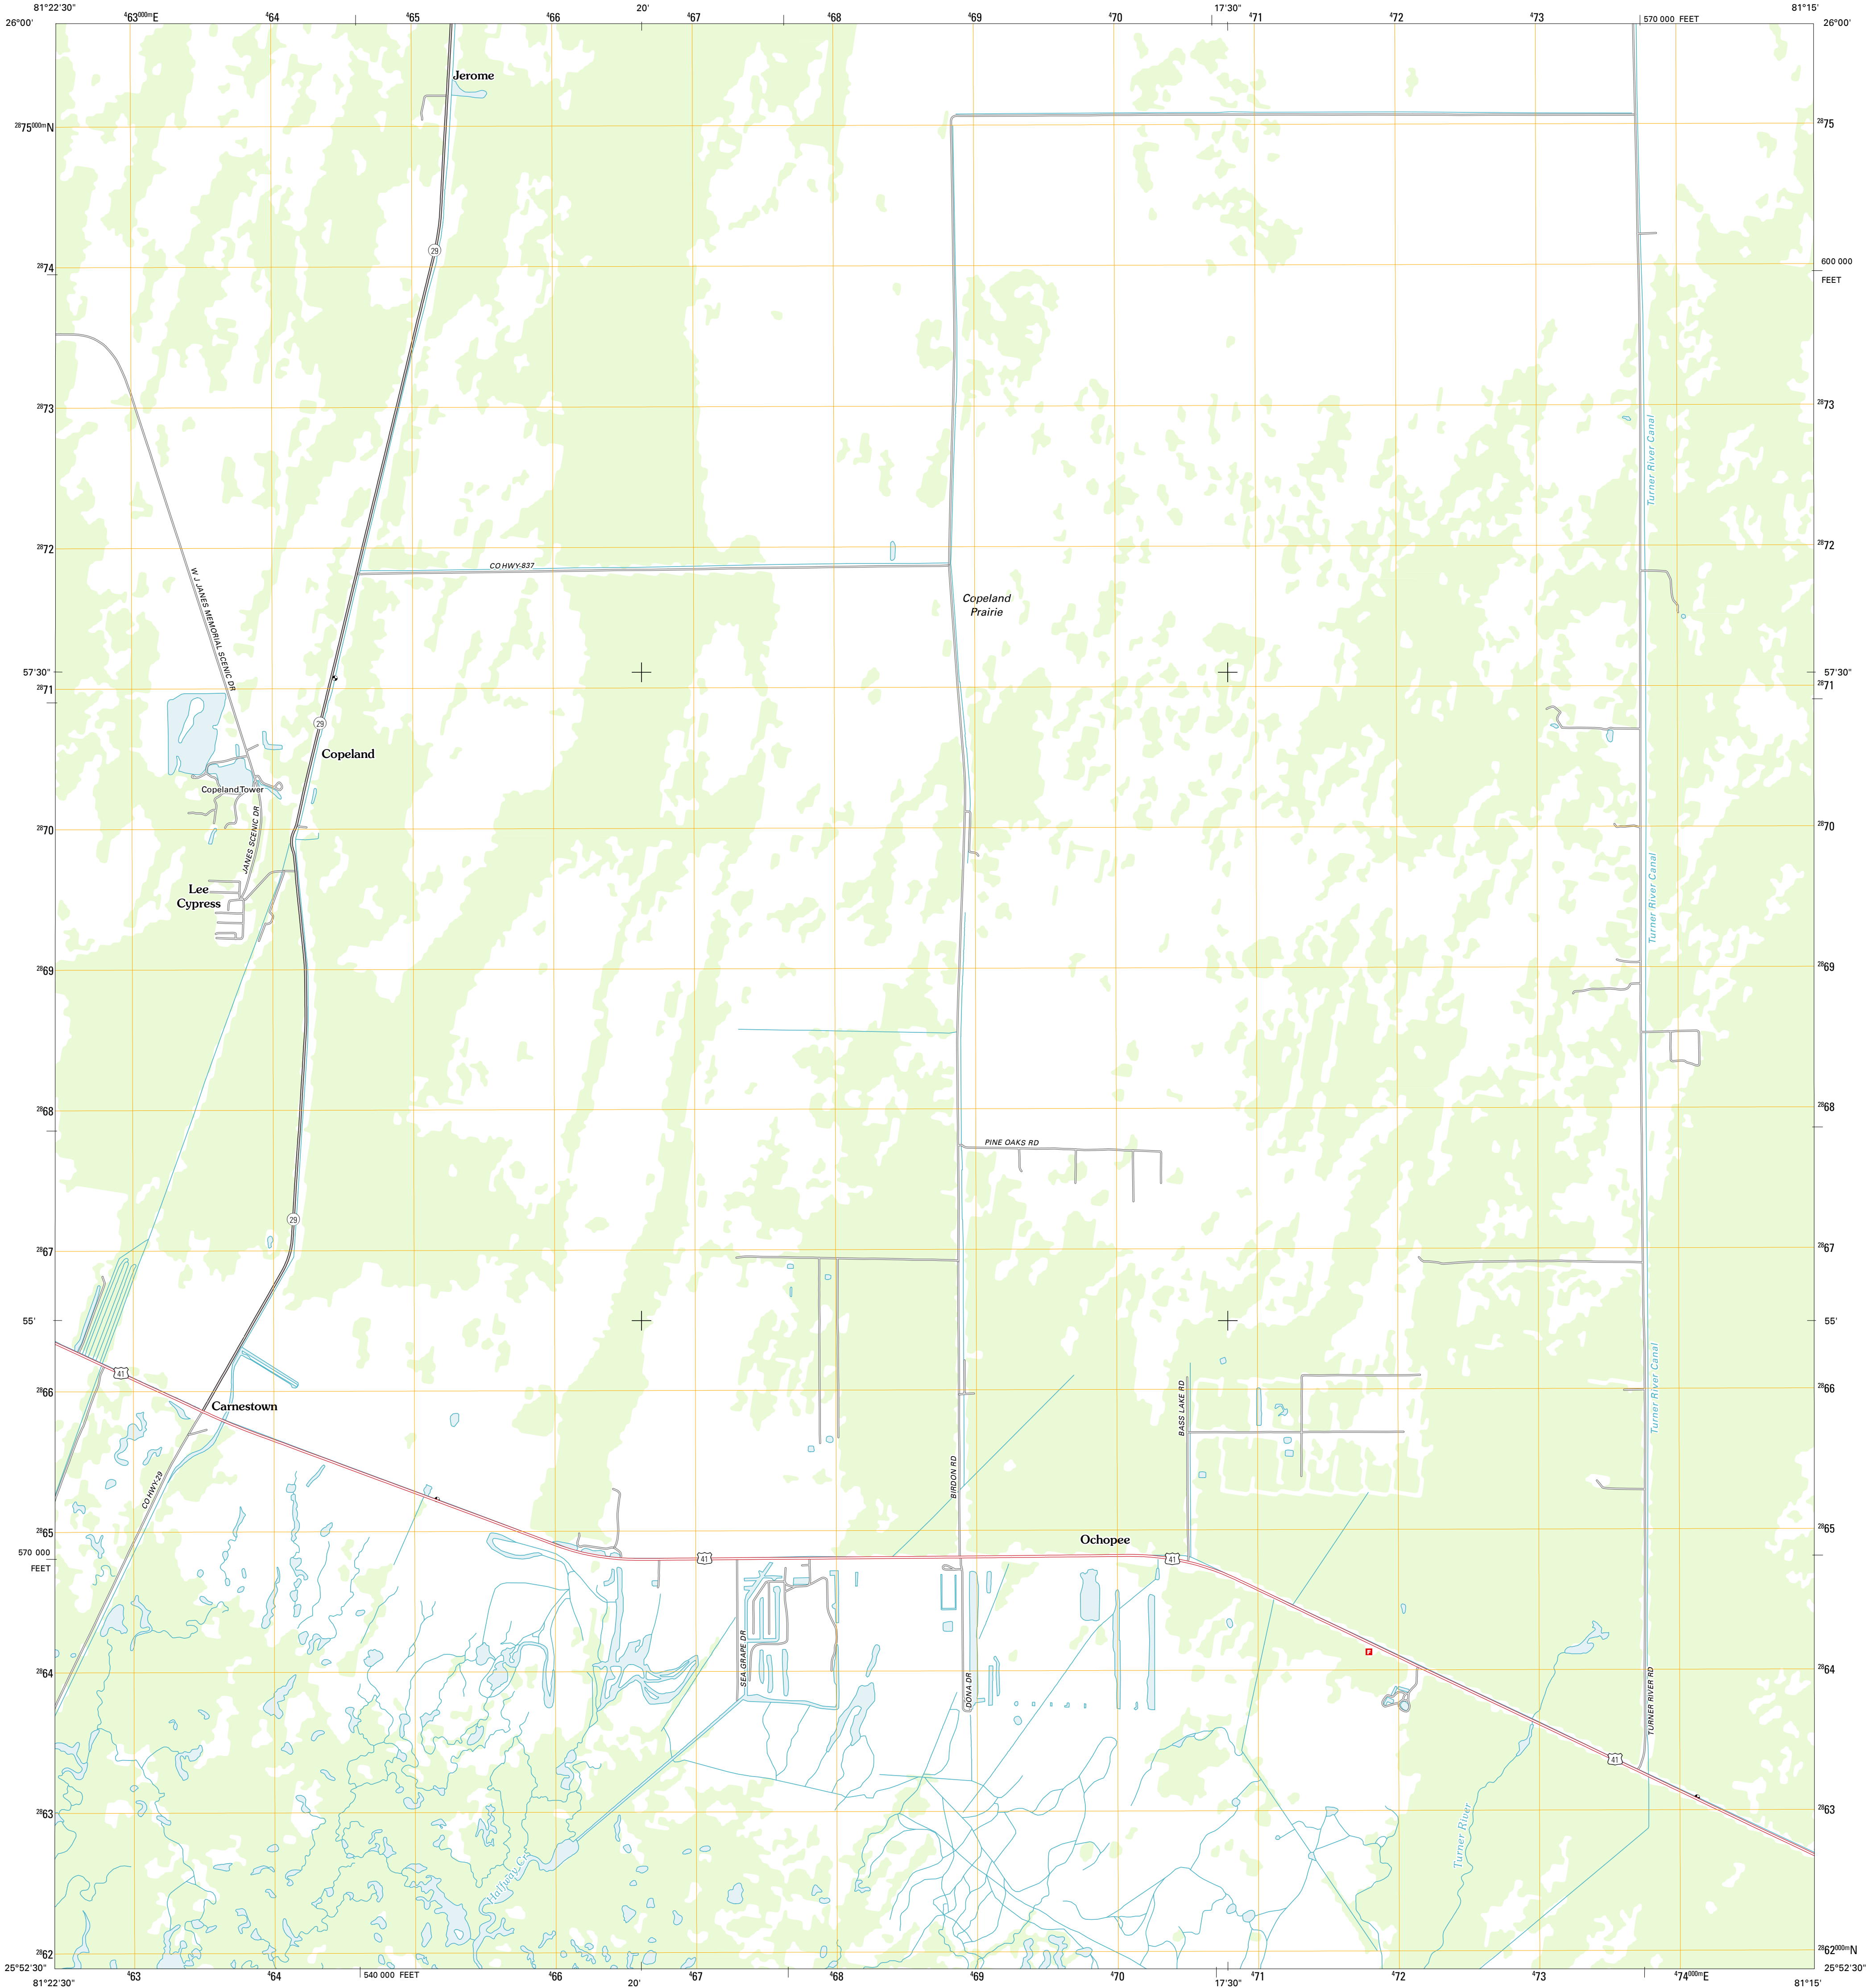 81°22'30"
⁴63⁰⁰⁰ᵐE
⁴64
⁴65
⁴66
20'
⁴67
⁴68
⁴69
⁴70
17'30"
⁴71
⁴72
⁴73
570 000 FEET
81°15'
26°00'
26°00'
Jerome
²⁸75⁰⁰⁰ᵐN
²⁸75
29
²⁸74
600 000
FEET
²⁸74
²⁸73
²⁸73
Turner River Canal
²⁸72
²⁸72
CO HWY-837
W J JANES MEMORIAL SCENIC DR
Copeland
Prairie
57'30"
57'30"
²⁸71
²⁸71
29
Copeland
Copeland Tower
JANES SCENIC DR
²⁸70
²⁸70
Lee
Cypress
Turner River Canal
²⁸69
²⁸69
²⁸68
²⁸68
PINE OAKS RD
29
²⁸67
²⁸67
55'
55'
41
Turner River Canal
²⁸66
²⁸66
BASS LAKE RD
Carnestown
CO HWY-29
BIRDON RD
²⁸65
²⁸65
Ochopee
570 000
FEET
41
41
SEA GRAPE DR
F
²⁸64
²⁸64
DONA DR
TURNER RIVER RD
41
²⁸63
²⁸63
Turner River
Halfway Cr
²⁸62
²⁸62⁰⁰⁰ᵐN
25°52'30"
25°52'30"
81°22'30"
⁴63
⁴64
540 000 FEET
⁴66
20'
⁴67
⁴68
⁴69
⁴70
17'30"
⁴71
⁴72
⁴73
⁴74⁰⁰⁰ᵐE
81°15'